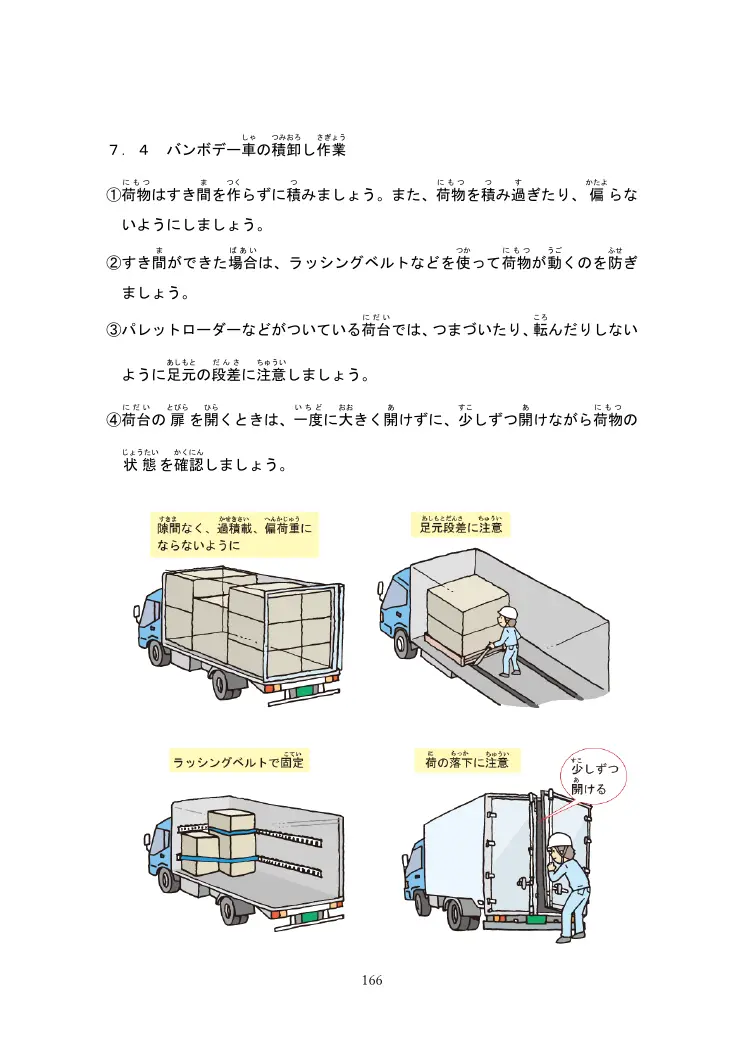 ７．４　バンボデー車の積卸し作業
①荷物はすき間を作らずに積みましょう。また、荷物を積み過ぎたり、偏らな
いようにしましょう。
②すき間ができた場合は、ラッシングベルトなどを使って荷物が動くのを防ぎ
ましょう。
③パレットローダーなどがついている荷台では、つまづいたり、転んだりしない
ように足元の段差に注意しましょう。
④荷台の扉を開くときは、一度に大きく開けずに、少しずつ開けながら荷物の
状態を確認しましょう。
隙間なく、過積載、偏荷重に
ならないように
足元段差に注意
ラッシングベルトで固定
荷の落下に注意
少しずつ
開ける
166